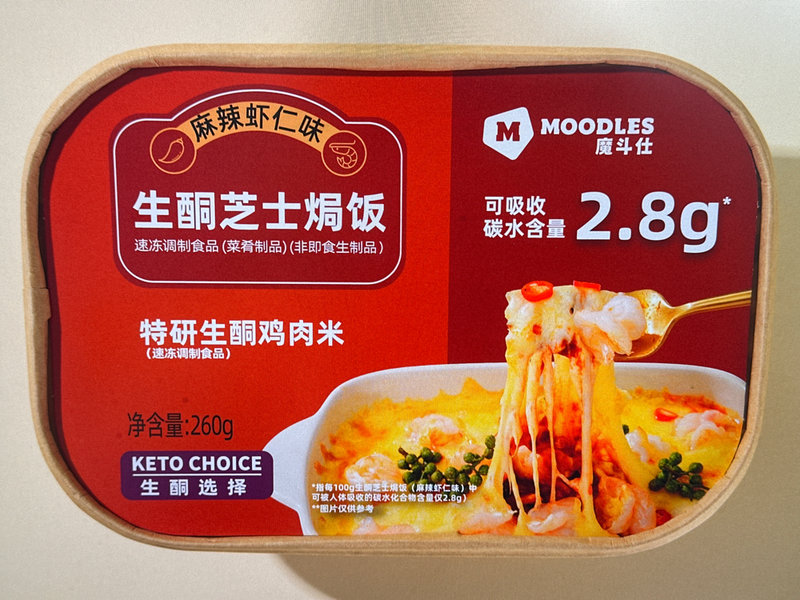 麻辣虾仁味
生酮芝士焗饭
速冻调制食品(菜肴制品)(非即食生制品)
特研生酮鸡肉米
(速冻调制食品)
净含量:260g
KETO CHOICE
生酮选择
M MOODLES
魔斗仕
可吸收
碳水含量
2.8g*
*指每100g生酮芝士焗饭(麻辣虾仁味)中
可被人体吸收的碳水化合物含量仅2.8g)
**图片仅供参考